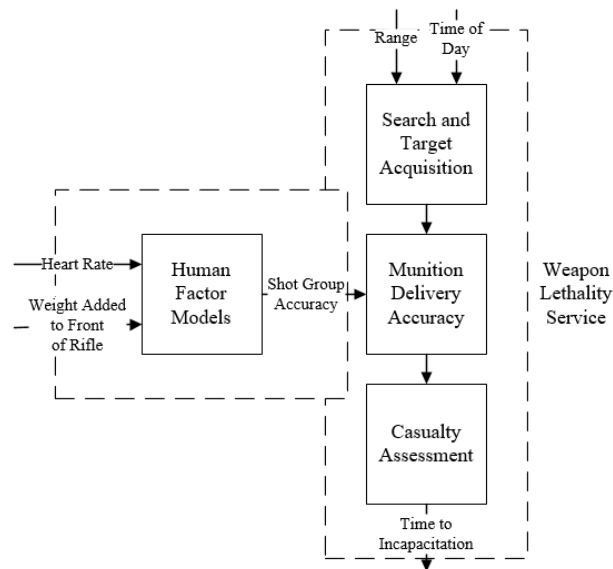 Range
Time of
Day
Search and
Target
Acquisition
Heart Rate
Weight Added
to Front
of Rifle
Human
Factor
Models
Shot Group
Accuracy
Munition
Delivery
Accuracy
Weapon
Lethality
Service
Casualty
Assessment
Time to
Incapacitation